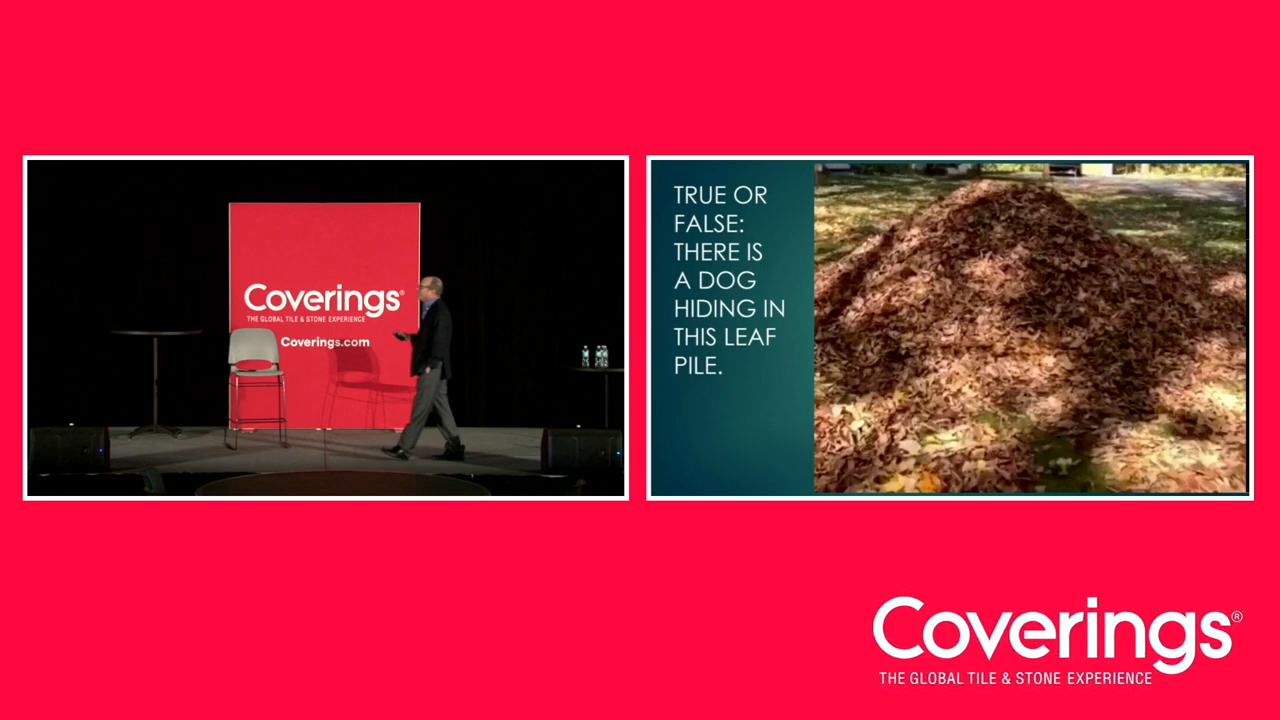 Coverings®
THE GLOBAL TILE & STONE EXPERIENCE
Coverings.com
TRUE OR
FALSE:
THERE IS
A DOG
HIDING IN
THIS LEAF
PILE.
Coverings®
THE GLOBAL TILE & STONE EXPERIENCE